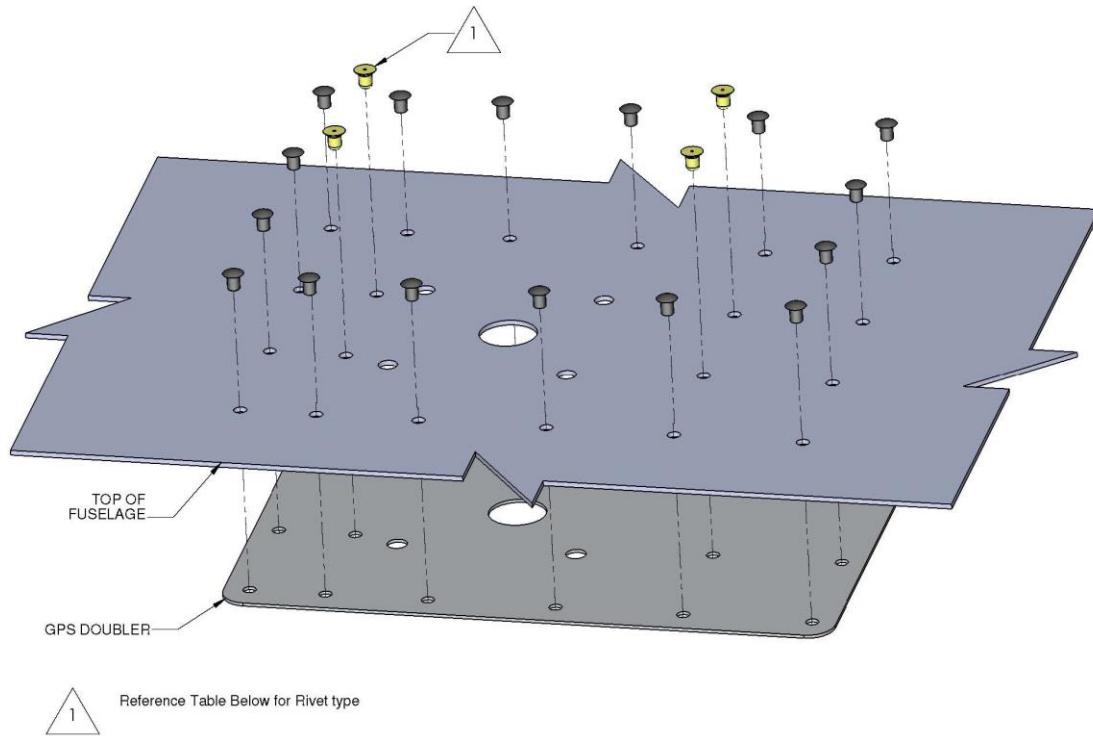 1
TOP OF
FUSELAGE
GPS DOUBLER
1
Reference Table Below for Rivet type